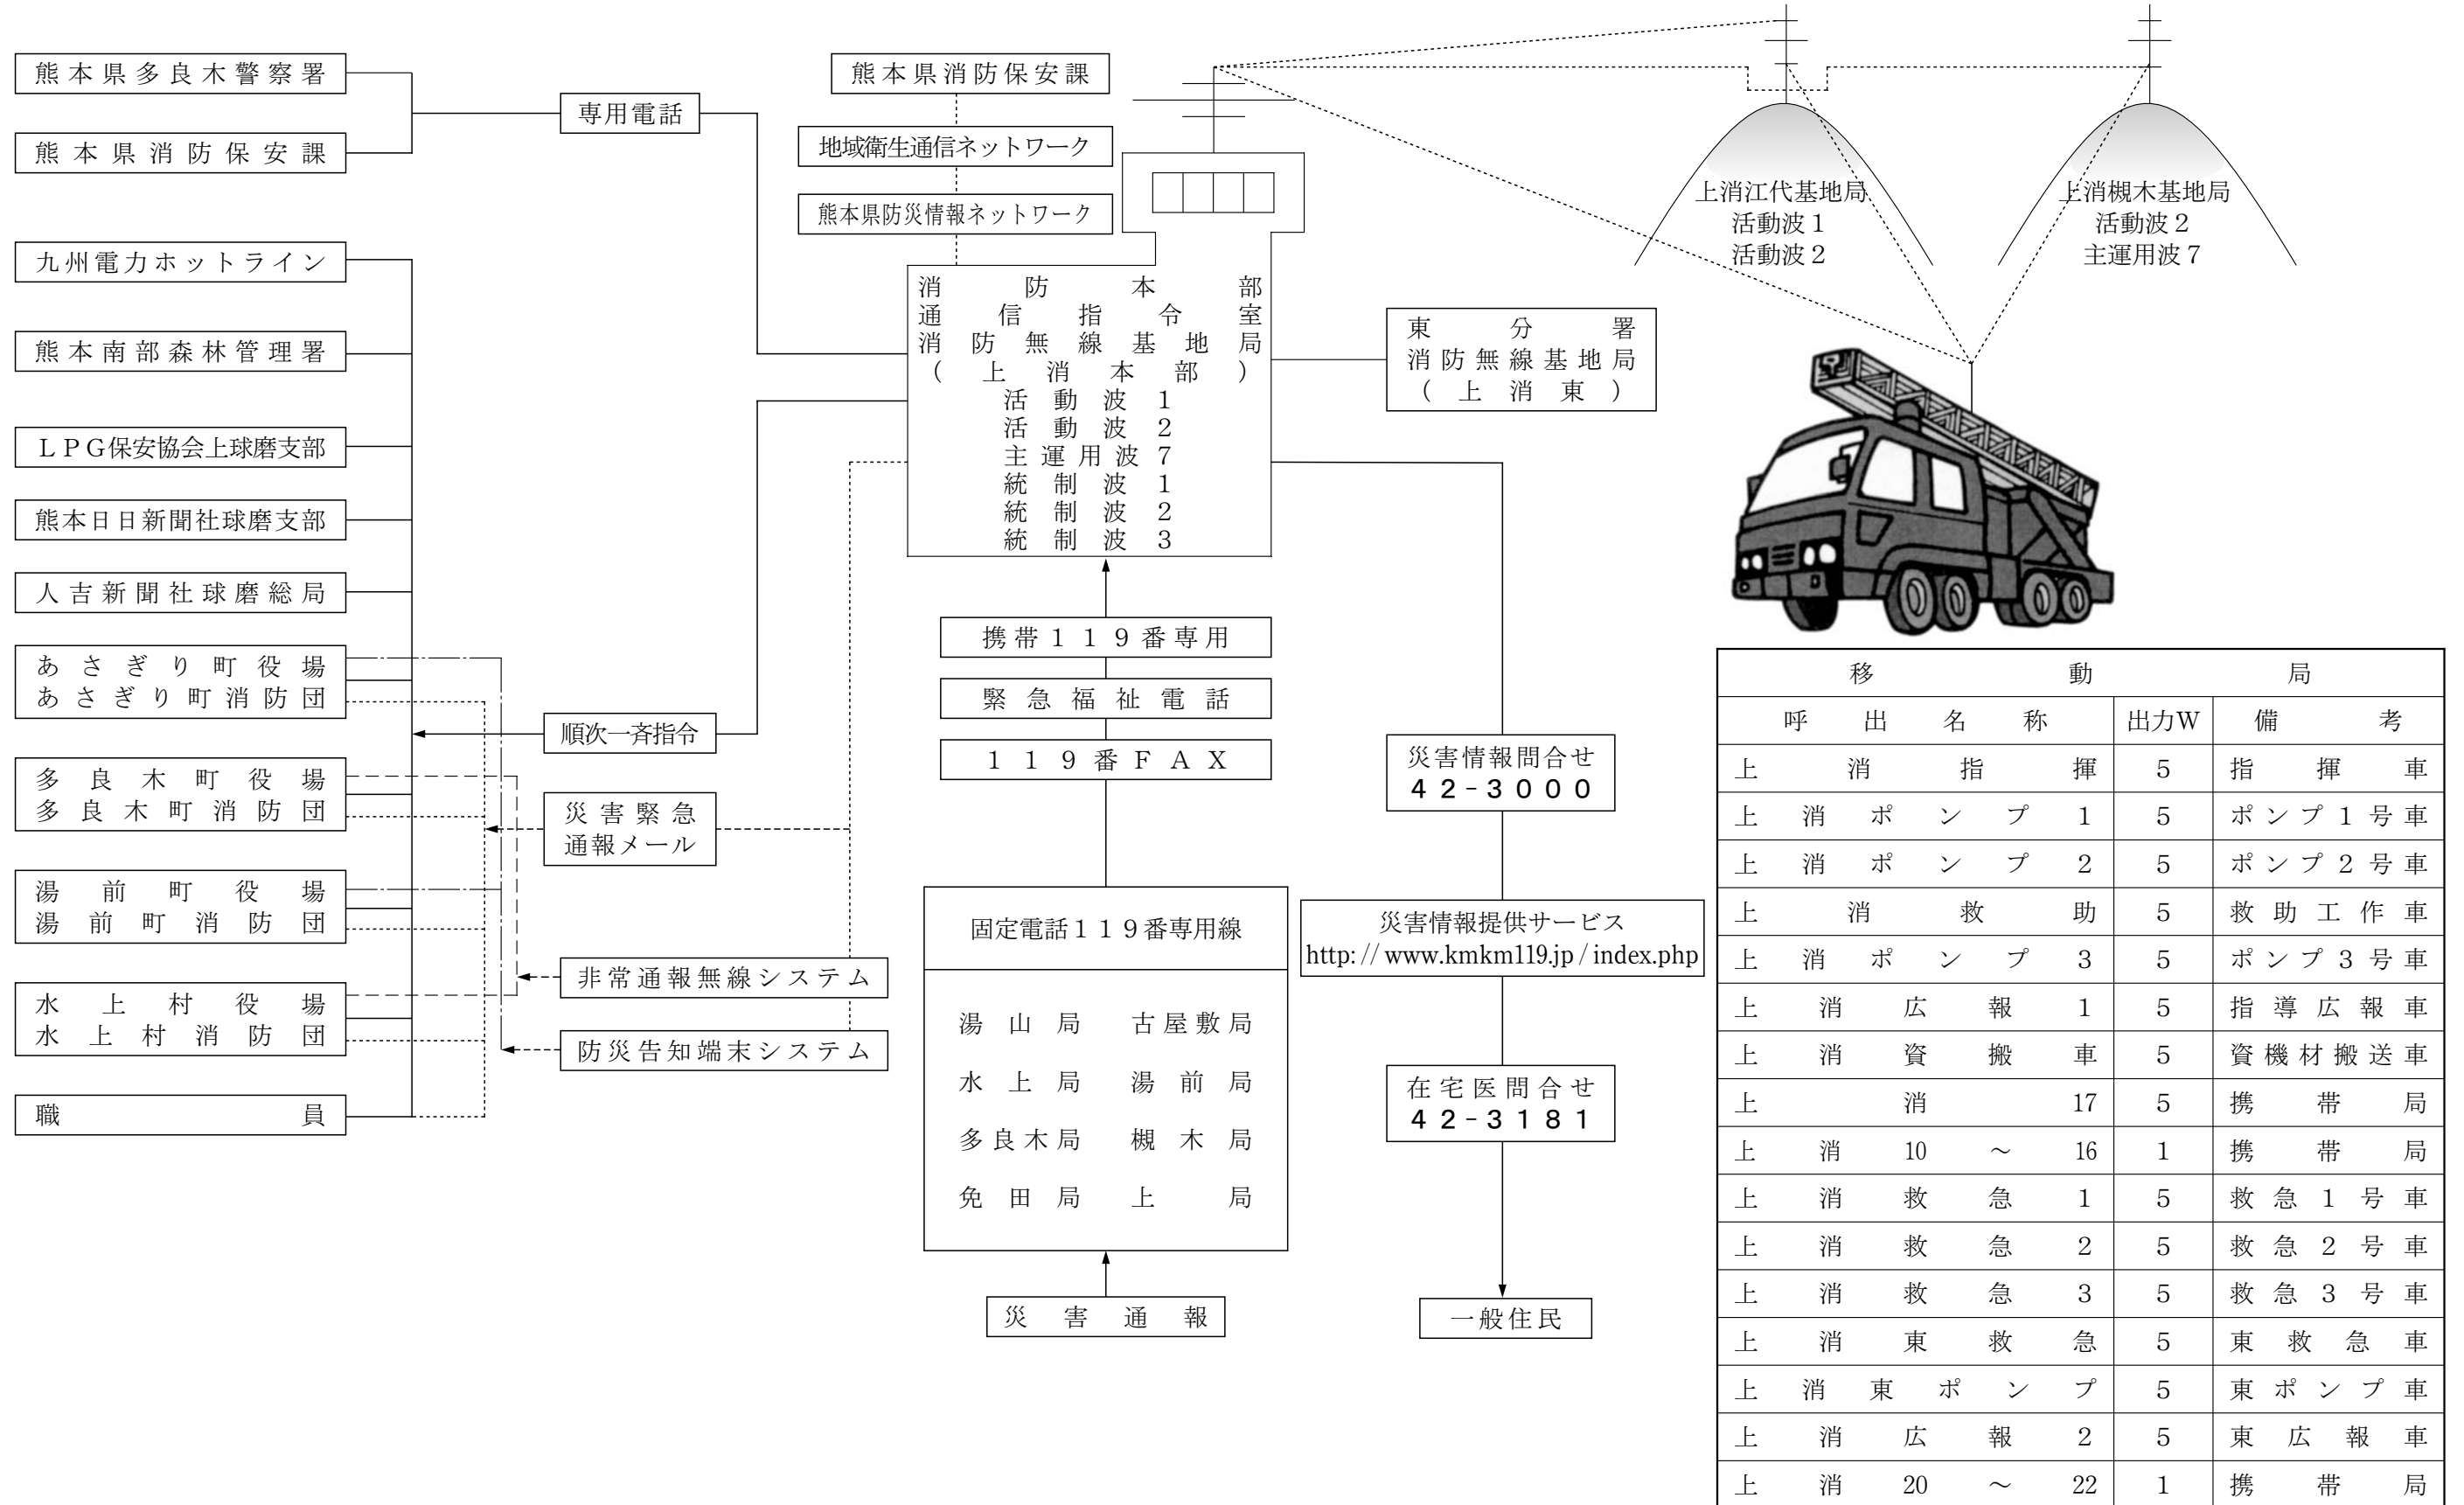 熊本県多良木警察署
熊本県消防保安課
専用電話
九州電力ホットライン
熊本南部森林管理署
ＬＰＧ保安協会上球磨支部
熊本日日新聞社球磨支部
人吉新聞社球磨総局
あさぎり町役場
あさぎり町消防団
多良木町役場
多良木町消防団
湯前町役場
湯前町消防団
水上村役場
水上村消防団
職員
順次一斉指令
災害緊急
通報メール
非常通報無線システム
防災告知端末システム
熊本県消防保安課
地域衛生通信ネットワーク
熊本県防災情報ネットワーク
消防本部
通信指令室
消防無線基地局
（上消本部）
活動波１
活動波２
主運用波７
統制波１
統制波２
統制波３
携帯１１９番専用
緊急福祉電話
１１９番ＦＡＸ
固定電話１１９番専用線
湯山局 古屋敷局
水上局 湯前局
多良木局 槻木局
免田局 上局
災害通報
東分署
消防無線基地局
（上消東）
災害情報問合せ
４２-３０００
災害情報提供サービス
http://www.kmkm119.jp/index.php
在宅医問合せ
４２-３１８１
一般住民
上消江代基地局
活動波１
活動波２
上消槻木基地局
活動波２
主運用波７
移動局
呼出名称 出力W 備考
上消指揮 5 指揮車
上消ポンプ1 5 ポンプ1号車
上消ポンプ2 5 ポンプ2号車
上消救助 5 救助工作車
上消ポンプ3 5 ポンプ3号車
上消広報1 5 指導広報車
上消資搬車 5 資機材搬送車
上消17 5 携帯局
上消10～16 1 携帯局
上消救急1 5 救急1号車
上消救急2 5 救急2号車
上消救急3 5 救急3号車
上消東救急 5 東救急車
上消東ポンプ 5 東ポンプ車
上消広報2 5 東広報車
上消20～22 1 携帯局